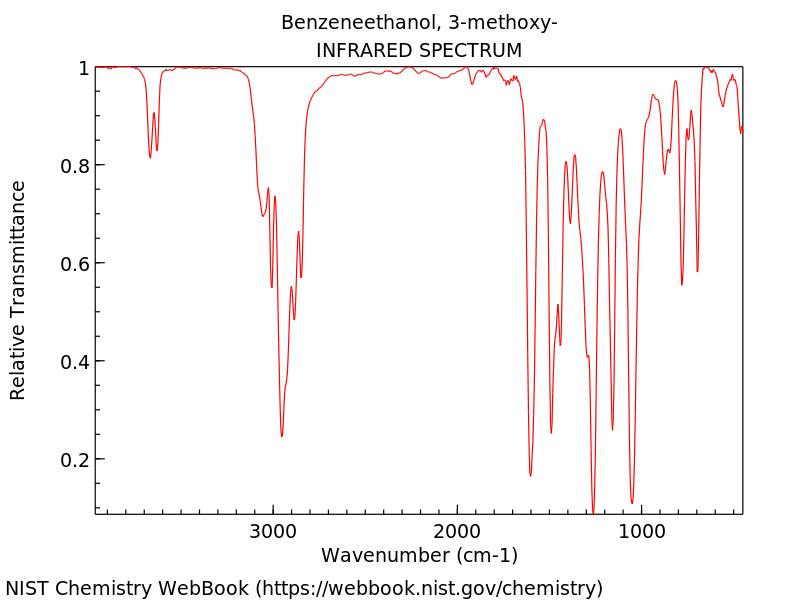 Benzeneethanol, 3-methoxy-
INFRARED SPECTRUM
1
0.8
0.6
0.4
0.2
Relative Transmittance
3000 2000 1000
Wavenumber (cm-1)
NIST Chemistry WebBook (https://webbook.nist.gov/chemistry)